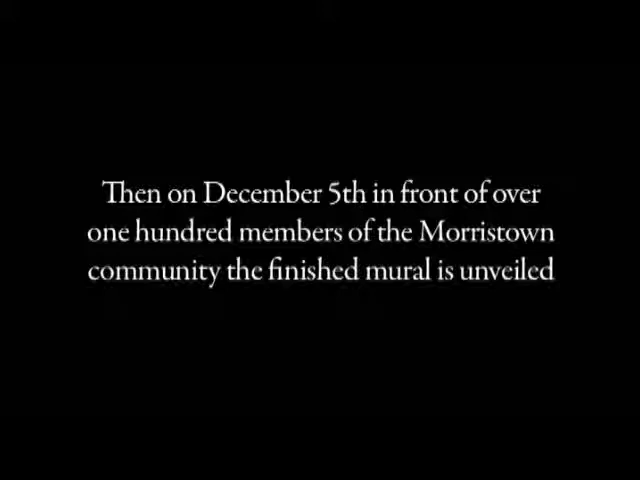 Then on December 5th in front of over
one hundred members of the Morristown
community the finished mural is unveiled